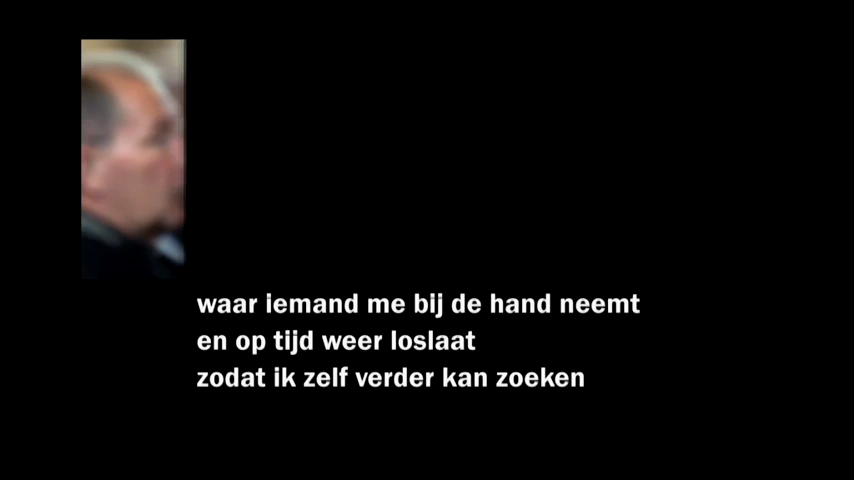 waar iemand me bij de hand neemt
en op tijd weer loslaat
zodat ik zelf verder kan zoeken